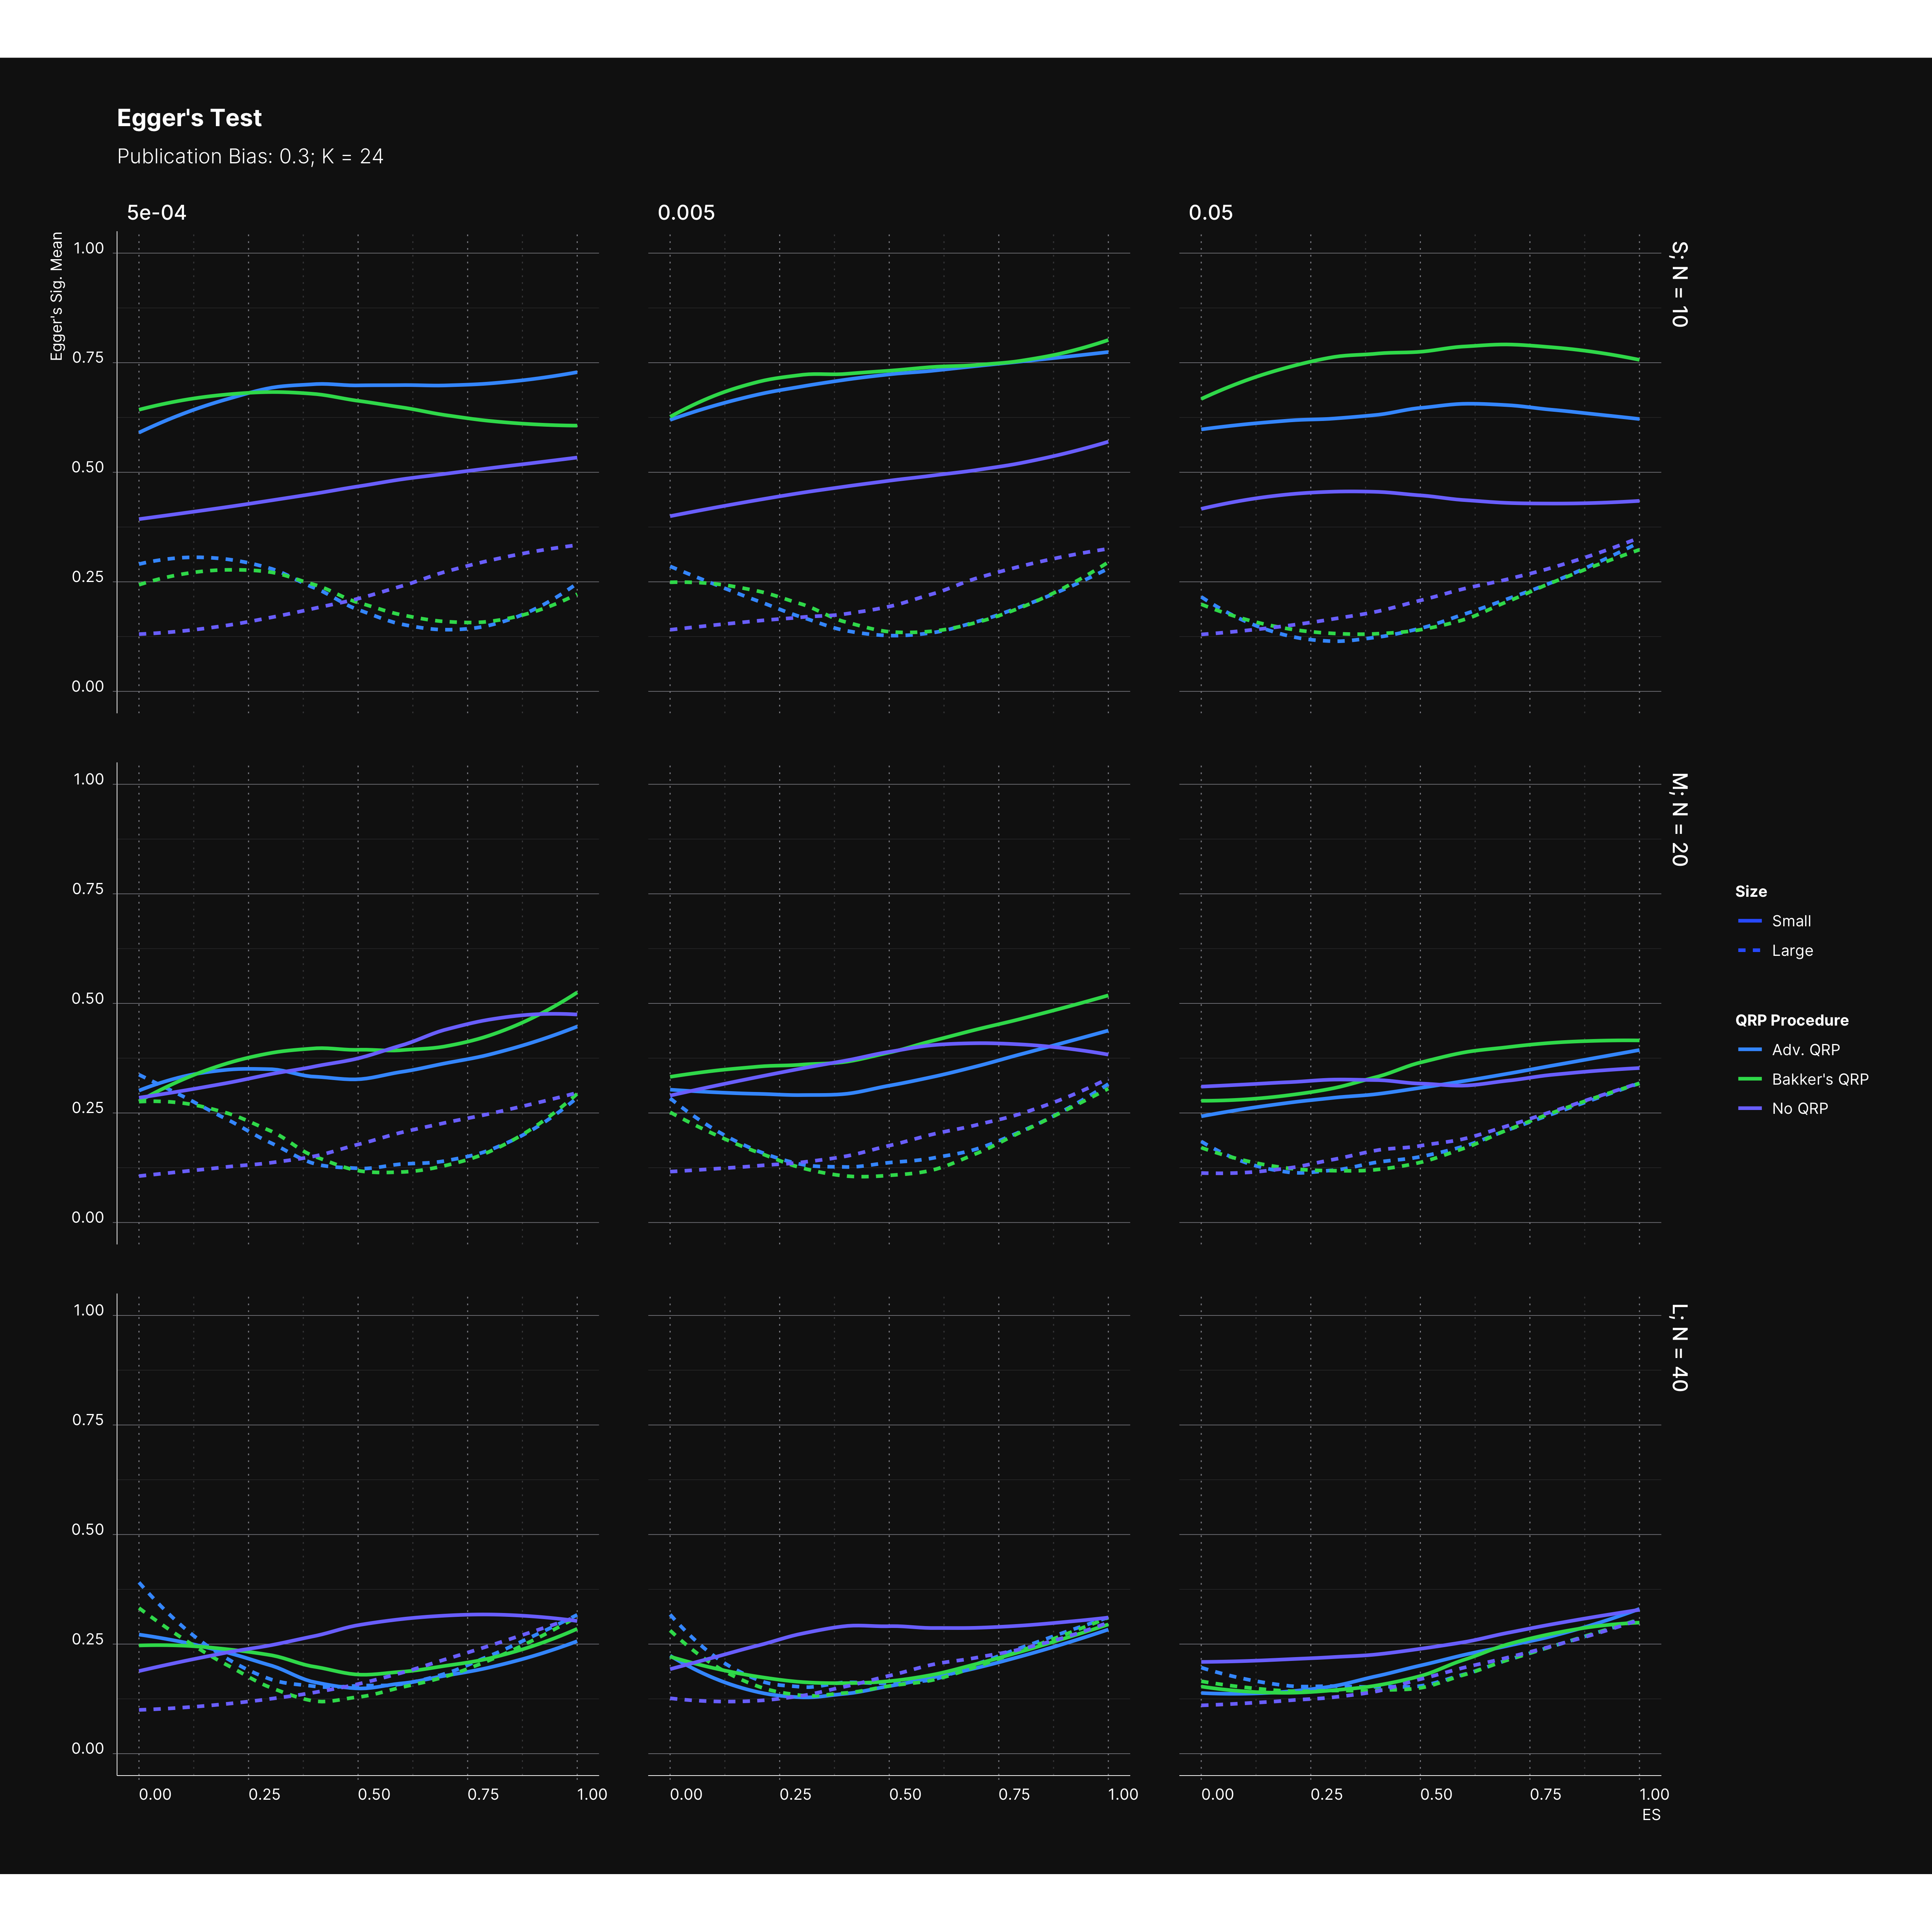 Egger's Test
Publication Bias: 0.3; K = 24
5e-04
0.005
0.05
Egger's Sig. Mean
1.00
0.75
0.50
0.25
0.00
S; N = 10
1.00
0.75
0.50
0.25
0.00
M; N = 20
1.00
0.75
0.50
0.25
0.00
L; N = 40
0.00 0.25 0.50 0.75 1.00
0.00 0.25 0.50 0.75 1.00
0.00 0.25 0.50 0.75 1.00
ES
Size
Small
Large
QRP Procedure
Adv. QRP
Bakker's QRP
No QRP